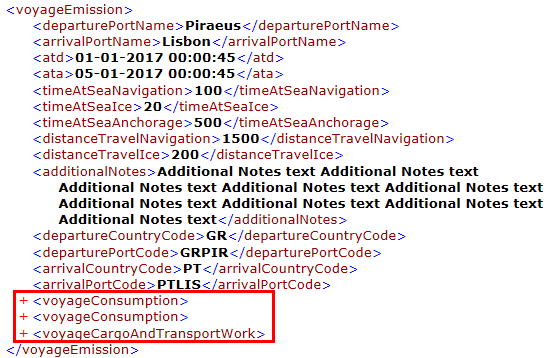 <voyageEmission>
<departurePortName>Piraeus</departurePortName>
<arrivalPortName>Lisbon</arrivalPortName>
<atd>01-01-2017 00:00:45</atd>
<ata>05-01-2017 00:00:45</ata>
<timeAtSeaNavigation>100</timeAtSeaNavigation>
<timeAtSeaIce>20</timeAtSeaIce>
<timeAtSeaAnchorage>500</timeAtSeaAnchorage>
<distanceTravelNavigation>1500</distanceTravelNavigation>
<distanceTravelIce>200</distanceTravelIce>
<additionalNotes>Additional Notes text Additional Notes text
Additional Notes text Additional Notes text Additional Notes text
Additional Notes text Additional Notes text Additional Notes text
Additional Notes text</additionalNotes>
<departureCountryCode>GR</departureCountryCode>
<departurePortCode>GRPIR</departurePortCode>
<arrivalCountryCode>PT</arrivalCountryCode>
<arrivalPortCode>PTLIS</arrivalPortCode>
+ <voyageConsumption>
+ <voyageConsumption>
+ <voyageCargoAndTransportWork>
</voyageEmission>